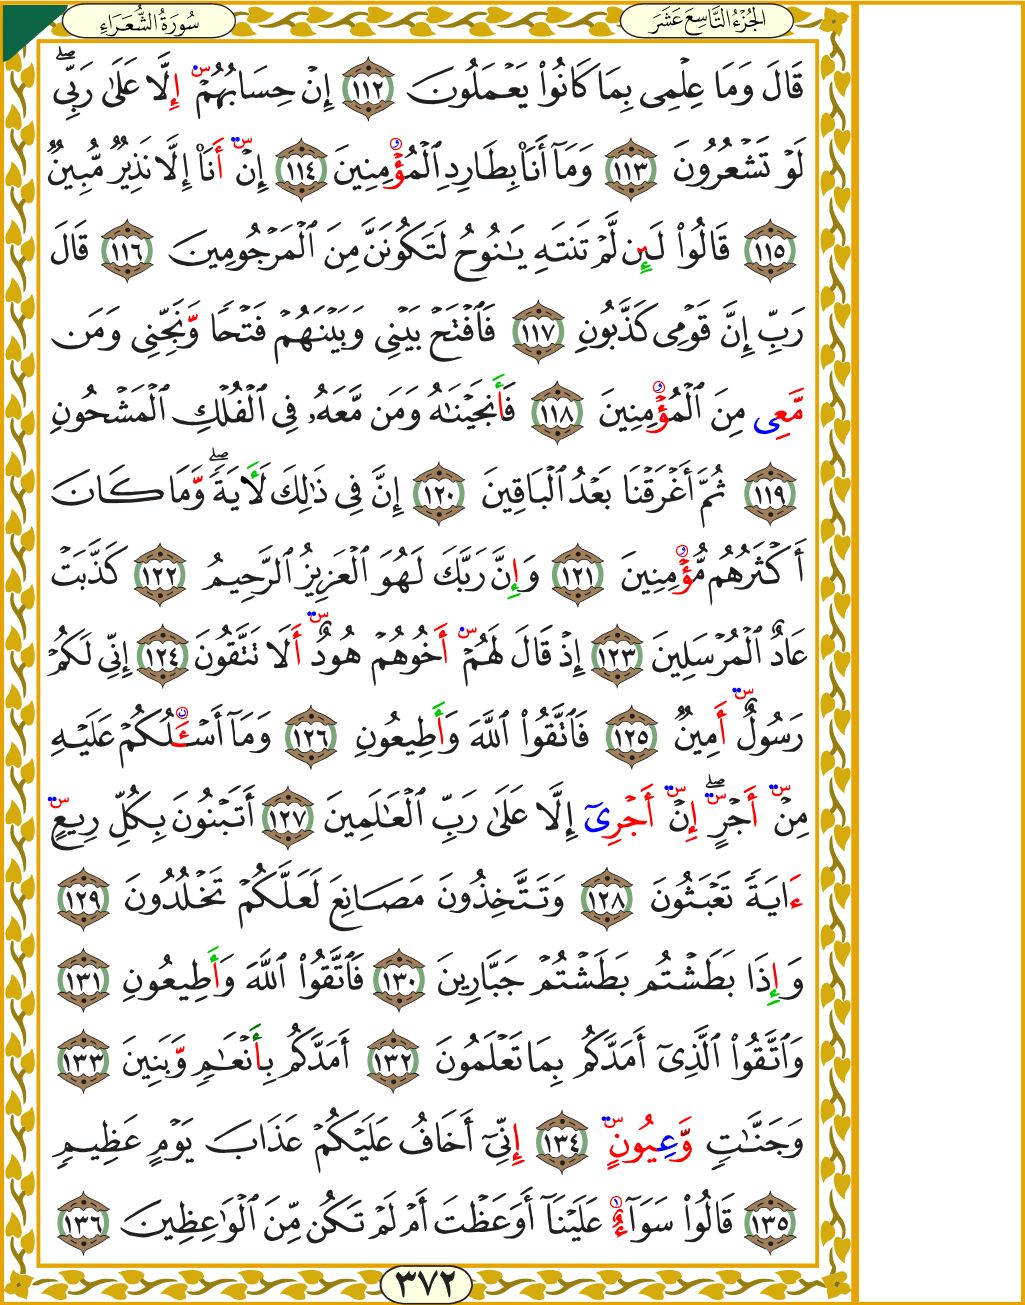 الجُزْءُ التَّاسِعَ عَشَرَ
سُورَةُ الشُّعَرَاءِ
قَالَ وَمَا عِلْمِى بِمَا كَانُوا۟ يَعْمَلُونَ ١١٢ إِنْ حِسَابُهُمْ إِلَّا عَلَىٰ رَبِّى ۖ
لَوْ تَشْعُرُونَ ١١٣ وَمَآ أَنَا۠ بِطَارِدِ ٱلْمُؤْمِنِينَ ١١٤ إِنْ أَنَا۠ إِلَّا نَذِيرٌ مُّبِينٌ
١١٥ قَالُوا۟ لَئِن لَّمْ تَنتَهِ يَـٰنُوحُ لَتَكُونَنَّ مِنَ ٱلْمَرْجُومِينَ ١١٦ قَالَ
رَبِّ إِنَّ قَوْمِى كَذَّبُونِ ١١٧ فَٱفْتَحْ بَيْنِى وَبَيْنَهُمْ فَتْحًا وَنَجِّنِى وَمَن
مَّعِى مِنَ ٱلْمُؤْمِنِينَ ١١٨ فَأَنجَيْنَـٰهُ وَمَن مَّعَهُۥ فِى ٱلْفُلْكِ ٱلْمَشْحُونِ
١١٩ ثُمَّ أَغْرَقْنَا بَعْدُ ٱلْبَاقِينَ ١٢٠ إِنَّ فِى ذَٰلِكَ لَـَٔايَةً ۖ وَمَا كَانَ
أَكْثَرُهُم مُّؤْمِنِينَ ١٢١ وَإِنَّ رَبَّكَ لَهُوَ ٱلْعَزِيزُ ٱلرَّحِيمُ ١٢٢ كَذَّبَتْ
عَادٌ ٱلْمُرْسَلِينَ ١٢٣ إِذْ قَالَ لَهُمْ أَخُوهُمْ هُودٌ أَلَا تَتَّقُونَ ١٢٤ إِنِّى لَكُمْ
رَسُولٌ أَمِينٌ ١٢٥ فَٱتَّقُوا۟ ٱللَّهَ وَأَطِيعُونِ ١٢٦ وَمَآ أَسْـَٔلُكُمْ عَلَيْهِ
مِنْ أَجْرٍ ۖ إِنْ أَجْرِىَ إِلَّا عَلَىٰ رَبِّ ٱلْعَـٰلَمِينَ ١٢٧ أَتَبْنُونَ بِكُلِّ رِيعٍ
ءَايَةً تَعْبَثُونَ ١٢٨ وَتَتَّخِذُونَ مَصَانِعَ لَعَلَّكُمْ تَخْلُدُونَ ١٢٩
وَإِذَا بَطَشْتُم بَطَشْتُمْ جَبَّارِينَ ١٣٠ فَٱتَّقُوا۟ ٱللَّهَ وَأَطِيعُونِ ١٣١
وَٱتَّقُوا۟ ٱلَّذِىٓ أَمَدَّكُم بِمَا تَعْلَمُونَ ١٣٢ أَمَدَّكُم بِأَنْعَـٰمٍ وَبَنِينَ ١٣٣
وَجَنَّـٰتٍ وَعِيُونٍ ١٣٤ إِنِّىٓ أَخَافُ عَلَيْكُمْ عَذَابَ يَوْمٍ عَظِيمٍ
١٣٥ قَالُوا۟ سَوَآءٌ عَلَيْنَآ أَوَعَظْتَ أَمْ لَمْ تَكُن مِّنَ ٱلْوَٰعِظِينَ ١٣٦
٣٧٢